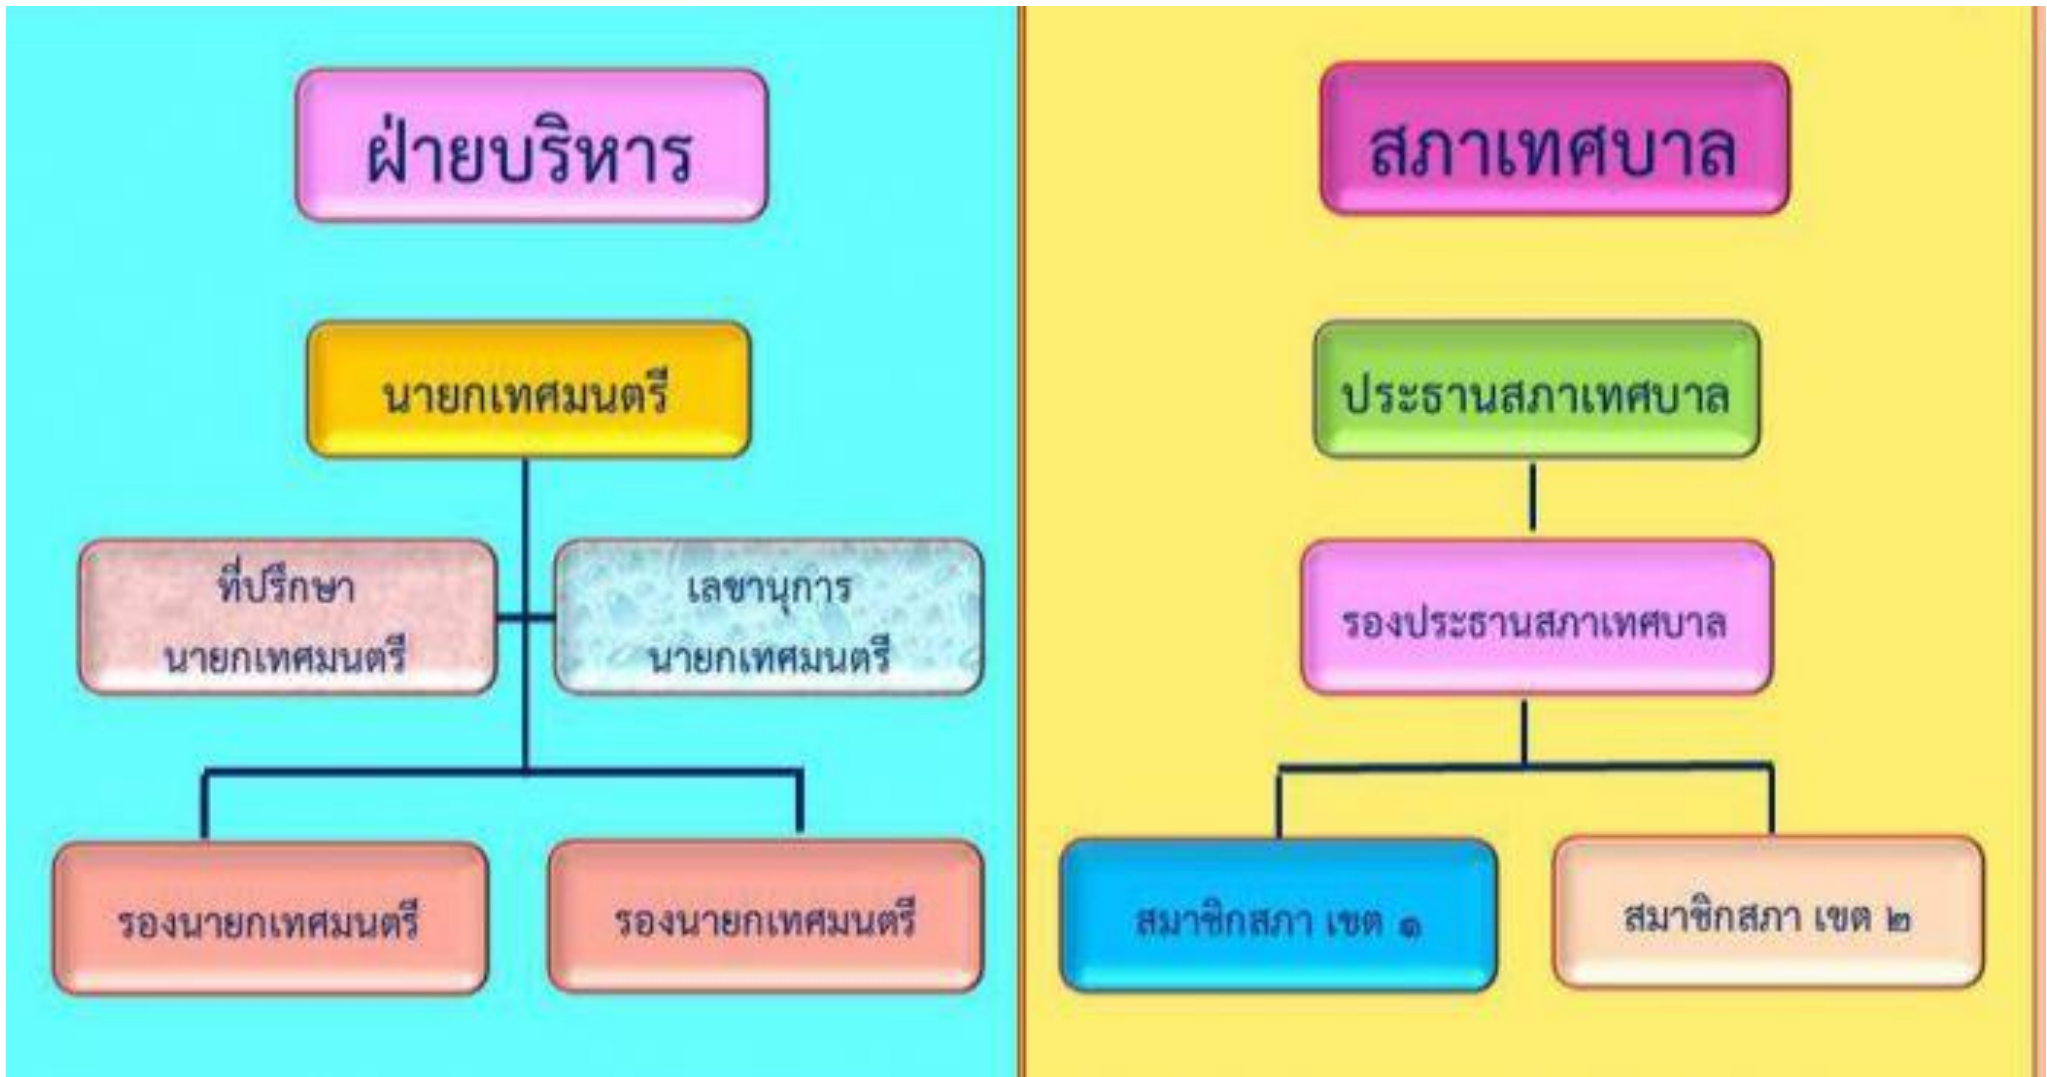 ฝ่ายบริหาร
นายกเทศมนตรี
ที่ปรึกษา
นายกเทศมนตรี
เลขานุการ
นายกเทศมนตรี
รองนายกเทศมนตรี
รองนายกเทศมนตรี
สภาเทศบาล
ประธานสภาเทศบาล
รองประธานสภาเทศบาล
สมาชิกสภา เขต ๑
สมาชิกสภา เขต ๒